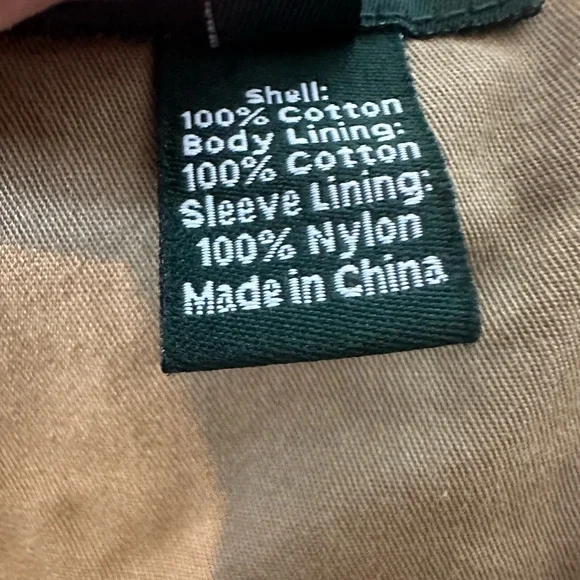 Shell:
100% Cotton
Body Lining:
100% Cotton
Sleeve Lining:
100% Nylon
Made in China